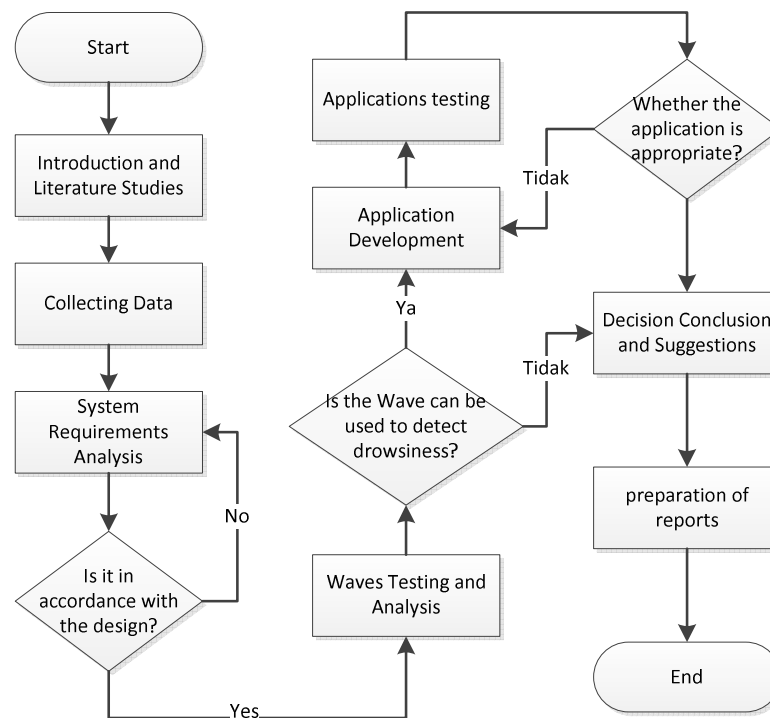 Start
Introduction and
Literature Studies
Collecting Data
System
Requirements
Analysis
No
Is it in
accordance with
the design?
Yes
Waves Testing and
Analysis
Is the Wave can be
used to detect
drowsiness?
Tidak
Ya
Application
Development
Applications testing
Whether the
application is
appropriate?
Tidak
Decision Conclusion
and Suggestions
preparation of
reports
End